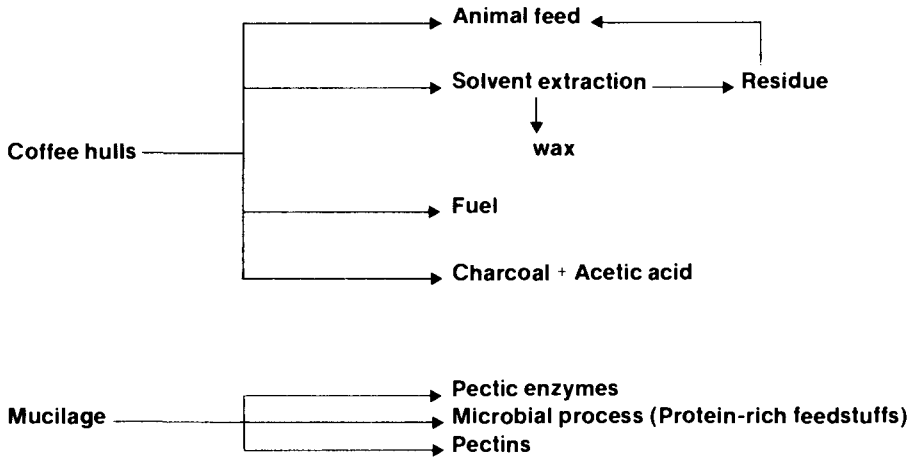 Animal feed
Solvent extraction Residue
Coffee hulls
wax
Fuel
Charcoal + Acetic acid
Pectic enzymes
Mucilage Microbial process (Protein-rich feedstuffs)
Pectins